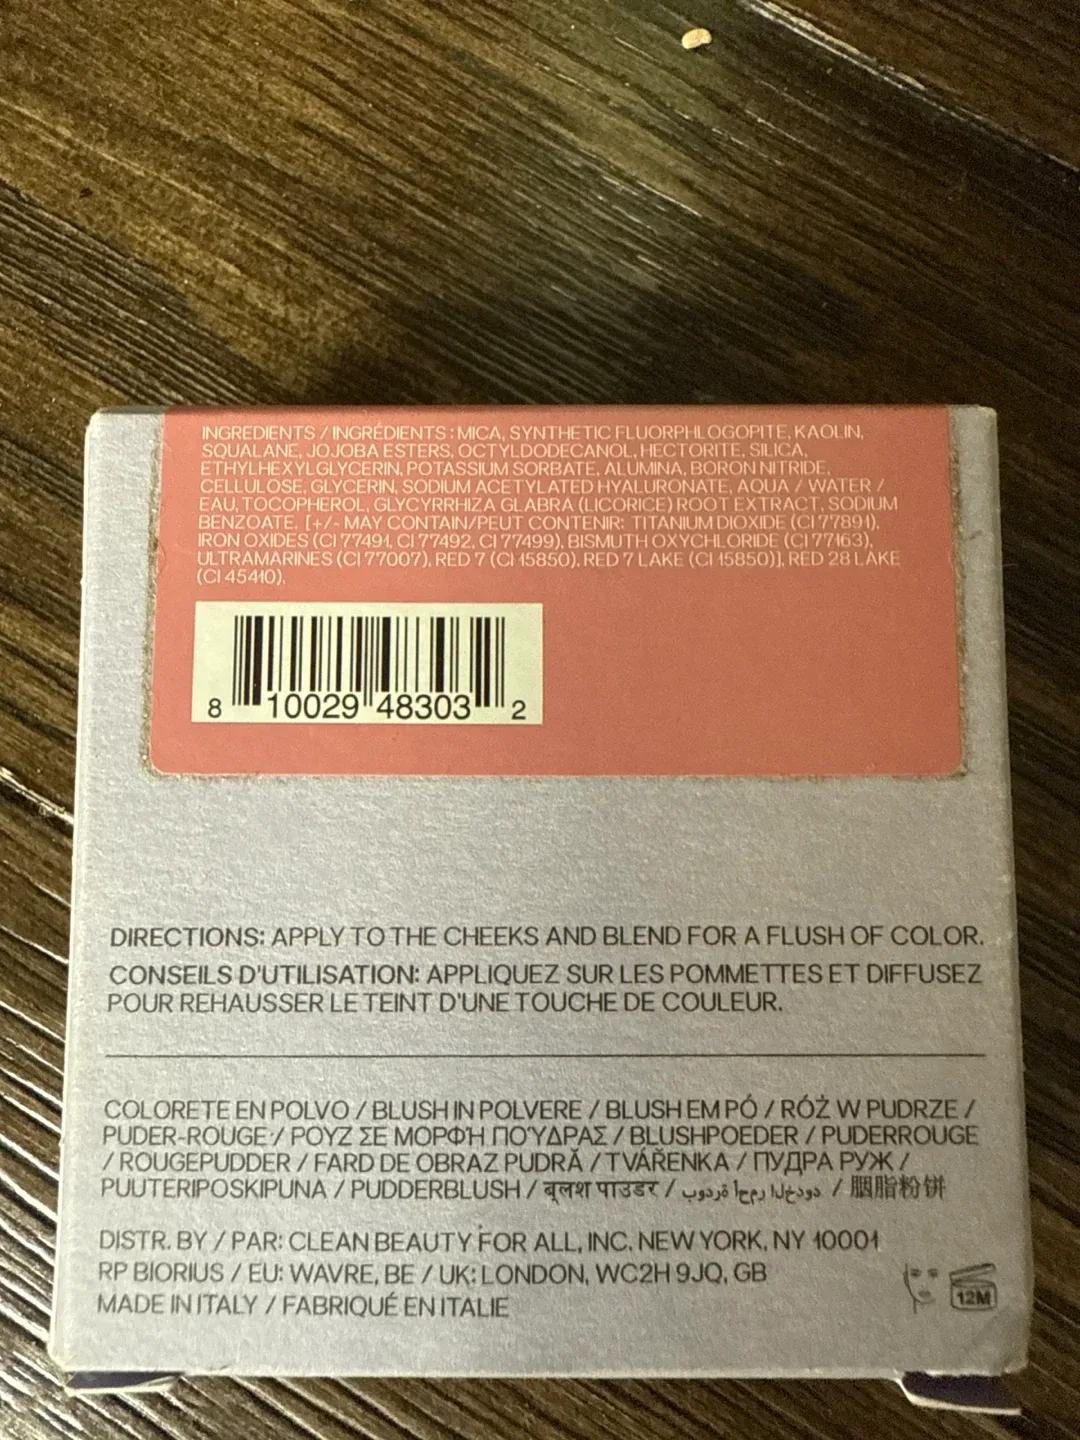 INGREDIENTS / INGRÉDIENTS : MICA, SYNTHETIC FLUORPHLOGOPITE, KAOLIN,
SQUALANE, JOJOBA ESTERS, OCTYLDODECANOL, HECTORITE, SILICA,
ETHYLHEXYLGLYCERIN, POTASSIUM SORBATE, ALUMINA, BORON NITRIDE,
CELLULOSE, GLYCERIN, SODIUM ACETYLATED HYALURONATE, AQUA / WATER /
EAU, TOCOPHEROL, GLYCYRRHIZA GLABRA (LICORICE) ROOT EXTRACT, SODIUM
BENZOATE. [+/- MAY CONTAIN/PEUT CONTENIR: TITANIUM DIOXIDE (CI 77891),
IRON OXIDES (CI 77491, CI 77492, CI 77499), BISMUTH OXYCHLORIDE (CI 77163),
ULTRAMARINES (CI 77007), RED 7 (CI 15850), RED 7 LAKE (CI 15850)], RED 28 LAKE
(CI 45410).
8 10029 48303 2
DIRECTIONS: APPLY TO THE CHEEKS AND BLEND FOR A FLUSH OF COLOR.
CONSEILS D'UTILISATION: APPLIQUEZ SUR LES POMMETTES ET DIFFUSEZ
POUR REHAUSSER LE TEINT D'UNE TOUCHE DE COULEUR.
COLORETE EN POLVO / BLUSH IN POLVERE / BLUSH EM PÓ / RÓŻ W PUDRZE /
PUDER-ROUGE / ΡΟΥΖ ΣΕ ΜΟΡΦΉ ΠΟΎΔΡΑΣ / BLUSHPOEDER / PUDERROUGE
/ ROUGEPUDDER / FARD DE OBRAZ PUDRĂ / TVÁŘENKA / ПУДРА РУЖ /
PUUTERIPOSKIPUNA / PUDDERBLUSH / ब्लश पाउडर / بودرة أحمر الخدود / 胭脂粉饼
DISTR. BY / PAR: CLEAN BEAUTY FOR ALL, INC. NEW YORK, NY 10001
RP BIORIUS / EU: WAVRE, BE / UK: LONDON, WC2H 9JQ, GB
MADE IN ITALY / FABRIQUÉ EN ITALIE
12M